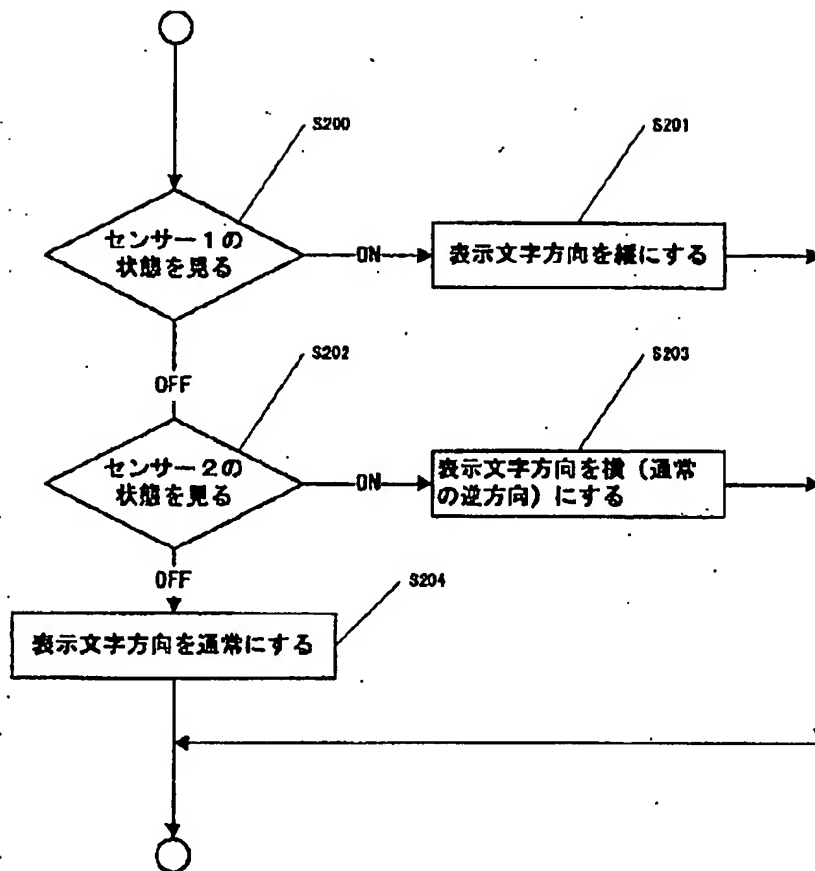 S200
センサー1の
状態を見る
ON
S201
表示文字方向を縦にする
OFF
S202
センサー2の
状態を見る
ON
S203
表示文字方向を横（通常
の逆方向）にする
OFF
S204
表示文字方向を通常にする